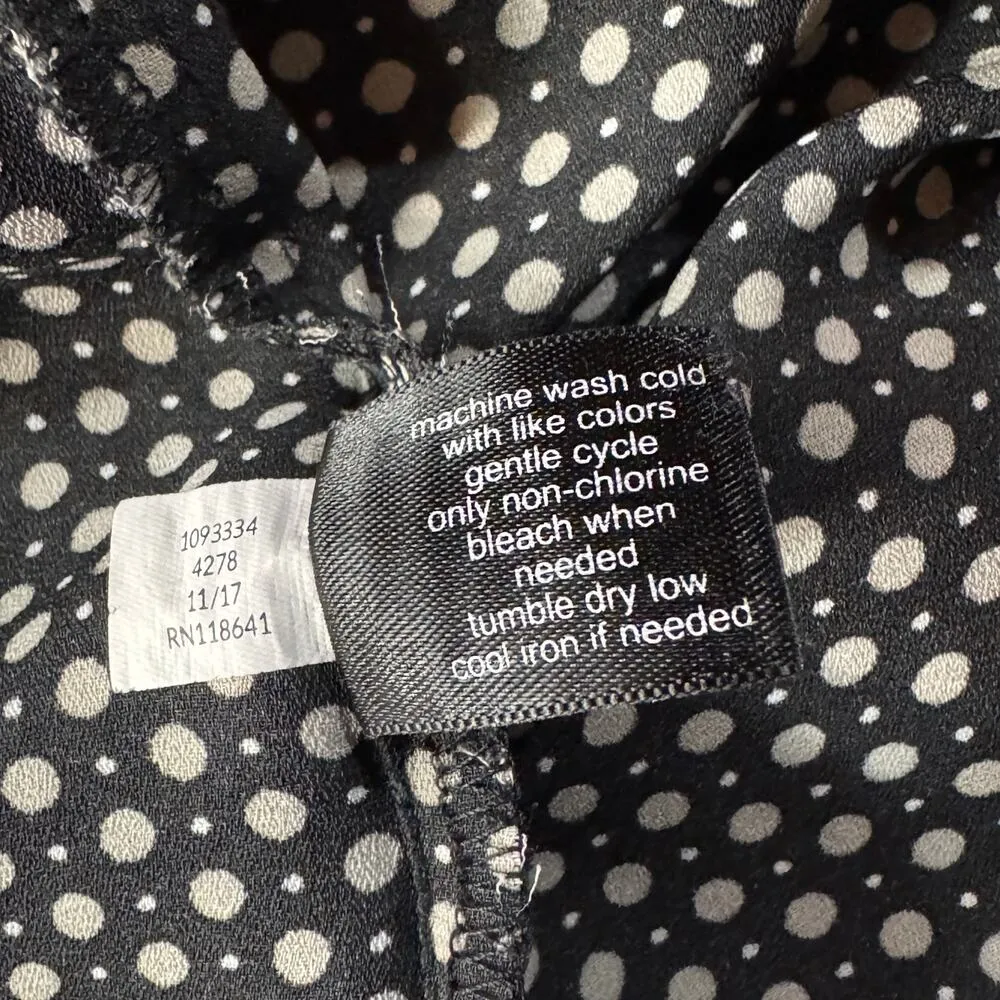 1093334
4278
11/17
RN118641
machine wash cold
with like colors
gentle cycle
only non-chlorine
bleach when
needed
tumble dry low
cool iron if needed